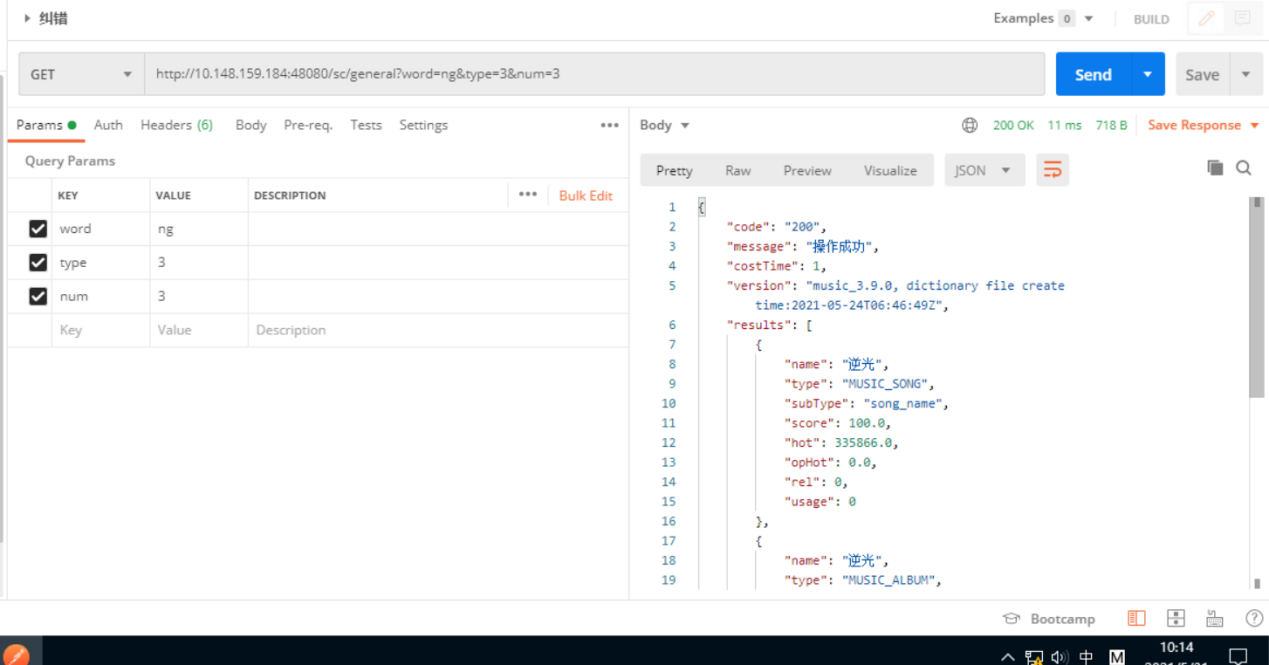 纠错
Examples 0 BUILD
GET http://10.148.159.184:48080/sc/general?word=ng&type=3&num=3 Send Save
Params Auth Headers (6) Body Pre-req. Tests Settings
Body 200 OK 11 ms 718 B Save Response
Query Params
Pretty Raw Preview Visualize JSON
KEY VALUE DESCRIPTION Bulk Edit
word ng
type 3
num 3
Key Value Description
1 {
2 "code": "200",
3 "message": "操作成功",
4 "costTime": 1,
5 "version": "music_3.9.0, dictionary file create
time:2021-05-24T06:46:49Z",
6 "results": [
7 {
8 "name": "逆光",
9 "type": "MUSIC_SONG",
10 "subType": "song_name",
11 "score": 100.0,
12 "hot": 335866.0,
13 "opHot": 0.0,
14 "rel": 0,
15 "usage": 0
16 },
17 {
18 "name": "逆光",
19 "type": "MUSIC_ALBUM",
Bootcamp
中 M 10:14